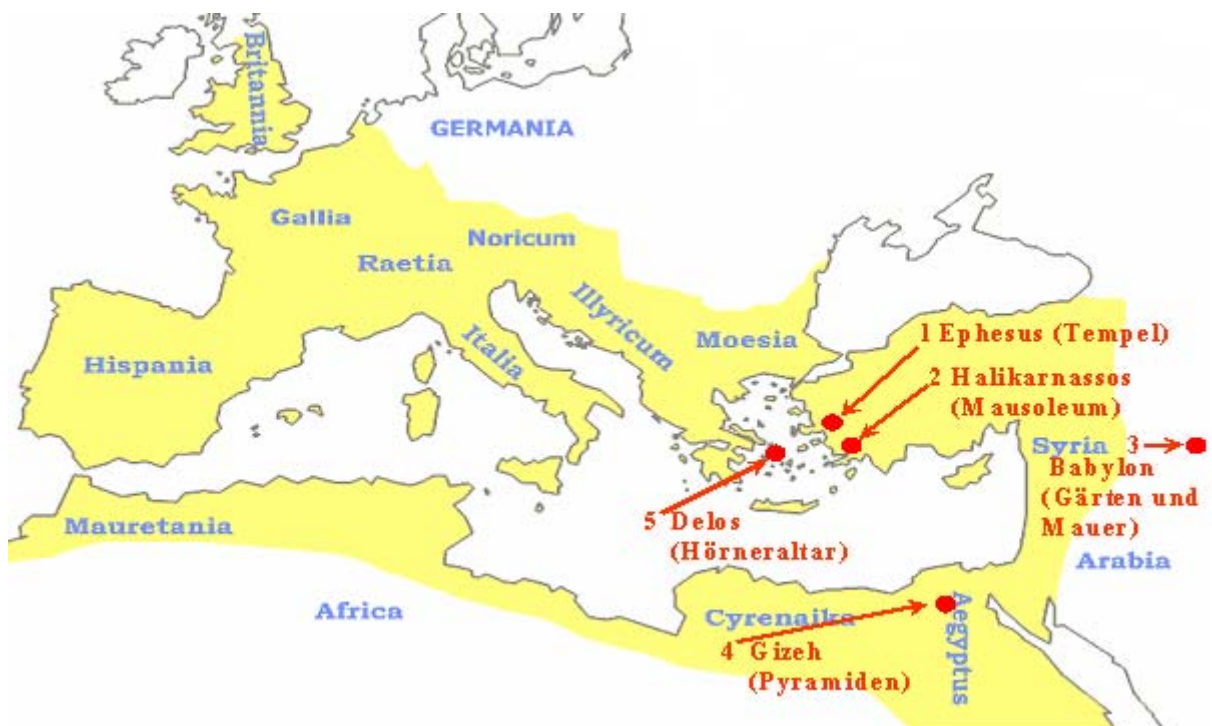 Britannia
GERMANIA
Gallia
Noricum
Raetia
Illyricum
Italia
Moesia
Hispania
1 Ephesus (Tempel)
2 Halikarnassos
(Mausoleum)
Syria
3
Babylon
(Gärten und
Mauer)
5 Delos
(Hörneraltar)
Mauretania
Arabia
Africa
Cyrenaika
Aegyptus
4 Gizeh
(Pyramiden)